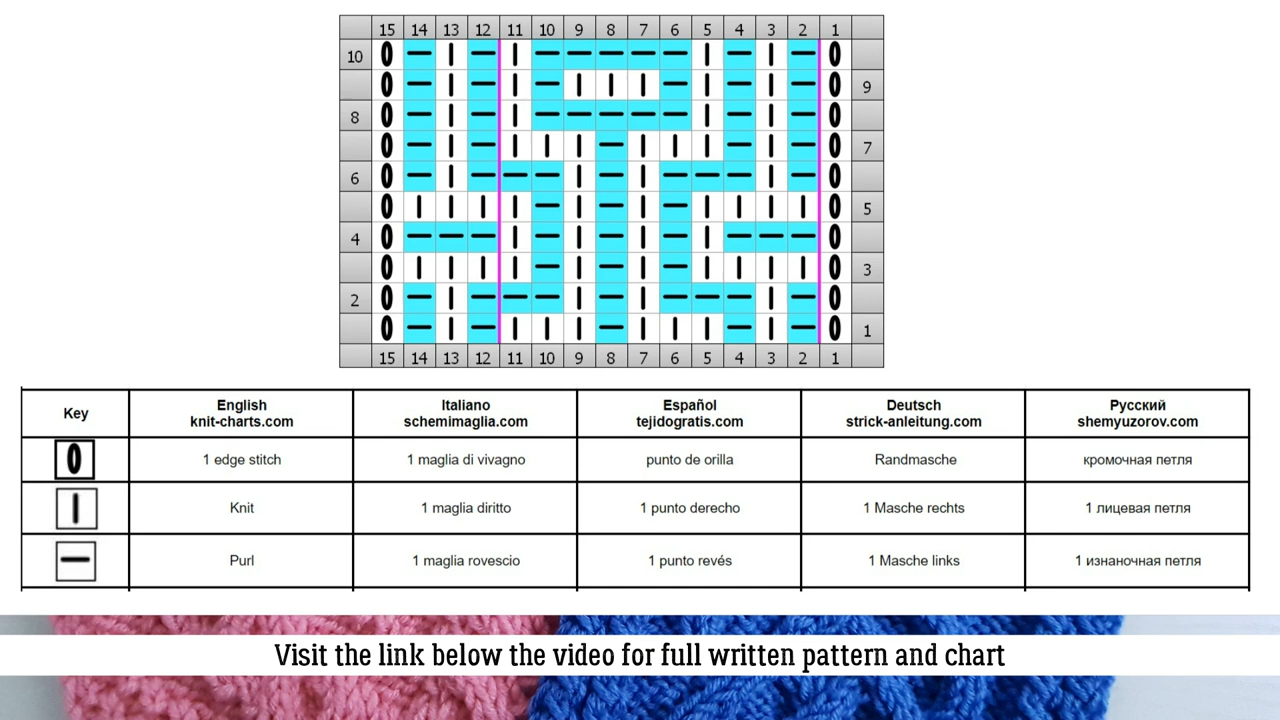 15 14 13 12 11 10 9 8 7 6 5 4 3 2 1
10
9
8
7
6
5
4
3
2
1
15 14 13 12 11 10 9 8 7 6 5 4 3 2 1
Key English Italiano Español Deutsch Русский
knit-charts.com schemimaglia.com tejidogratis.com strick-anleitung.com shemyuzorov.com
1 edge stitch 1 maglia di vivagno punto de orilla Randmasche кромочная петля
Knit 1 maglia diritto 1 punto derecho 1 Masche rechts 1 лицевая петля
Purl 1 maglia rovescio 1 punto revés 1 Masche links 1 изнаночная петля
Visit the link below the video for full written pattern and chart